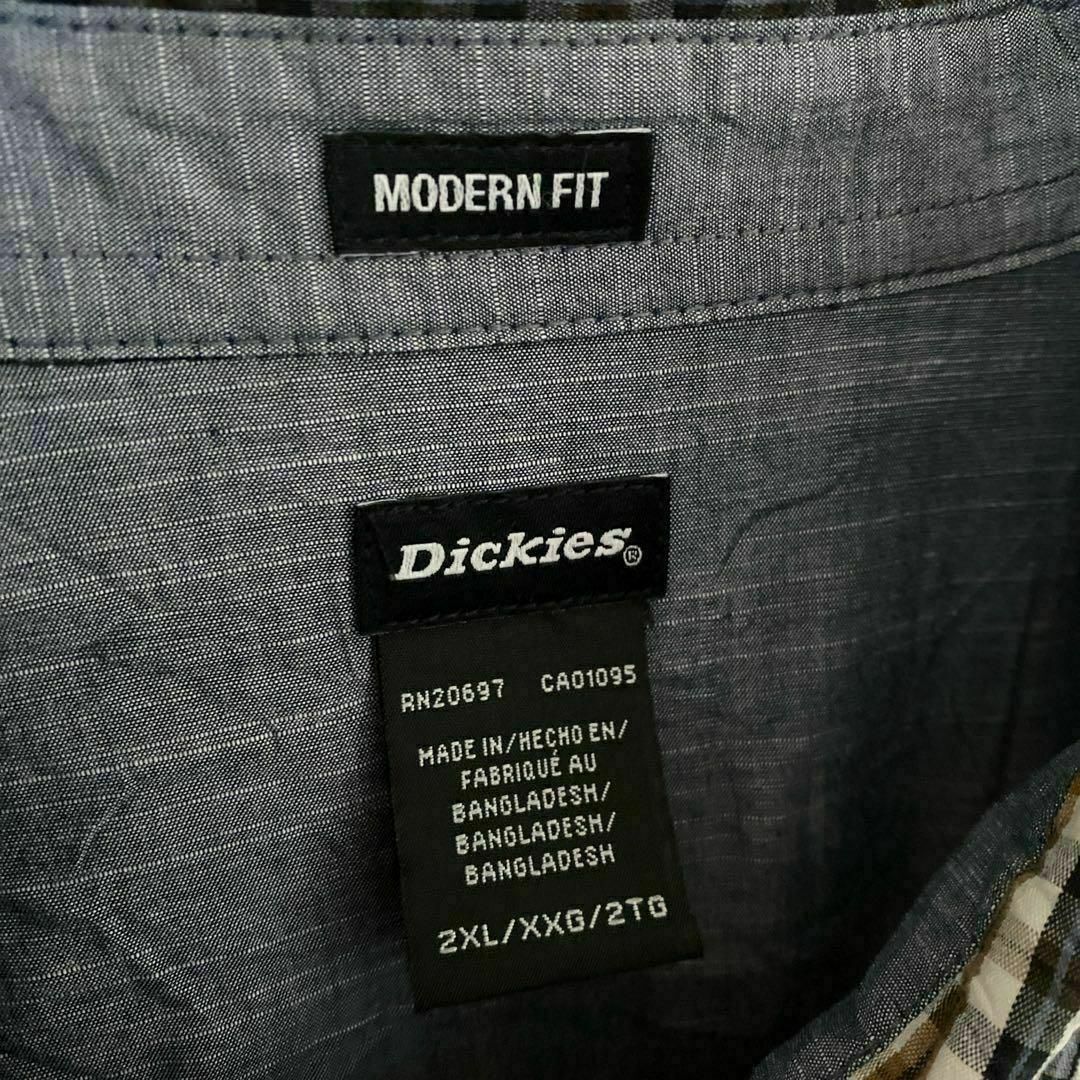 MODERN FIT
Dickies®
RN20697 CA01095
MADE IN/HECHO EN/
FABRIQUÉ AU
BANGLADESH/
BANGLADESH/
BANGLADESH
2XL/XXG/2TG